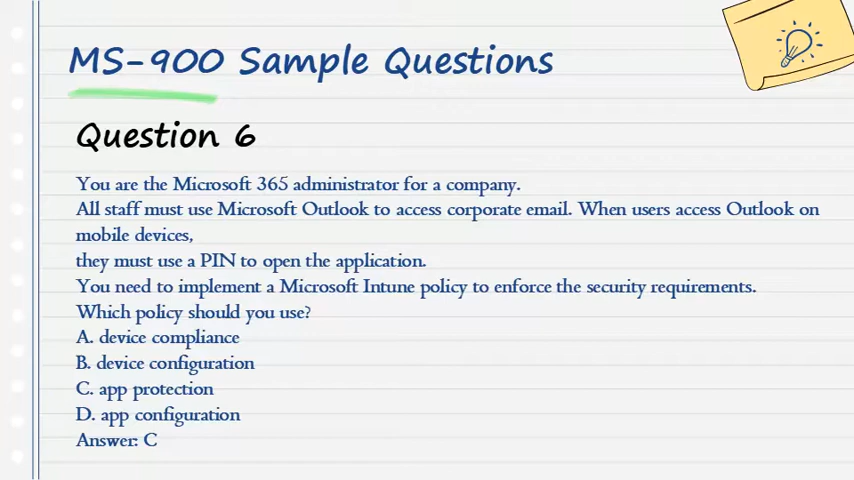 MS-900 Sample Questions
Question 6
You are the Microsoft 365 administrator for a company.
All staff must use Microsoft Outlook to access corporate email. When users access Outlook on
mobile devices,
they must use a PIN to open the application.
You need to implement a Microsoft Intune policy to enforce the security requirements.
Which policy should you use?
A. device compliance
B. device configuration
C. app protection
D. app configuration
Answer: C